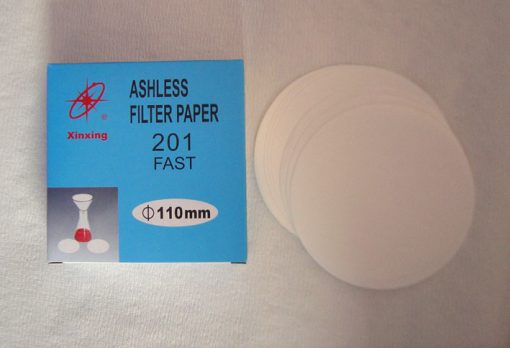 ASHLESS
FILTER PAPER
201
FAST
®
Xinxing
Φ110mm